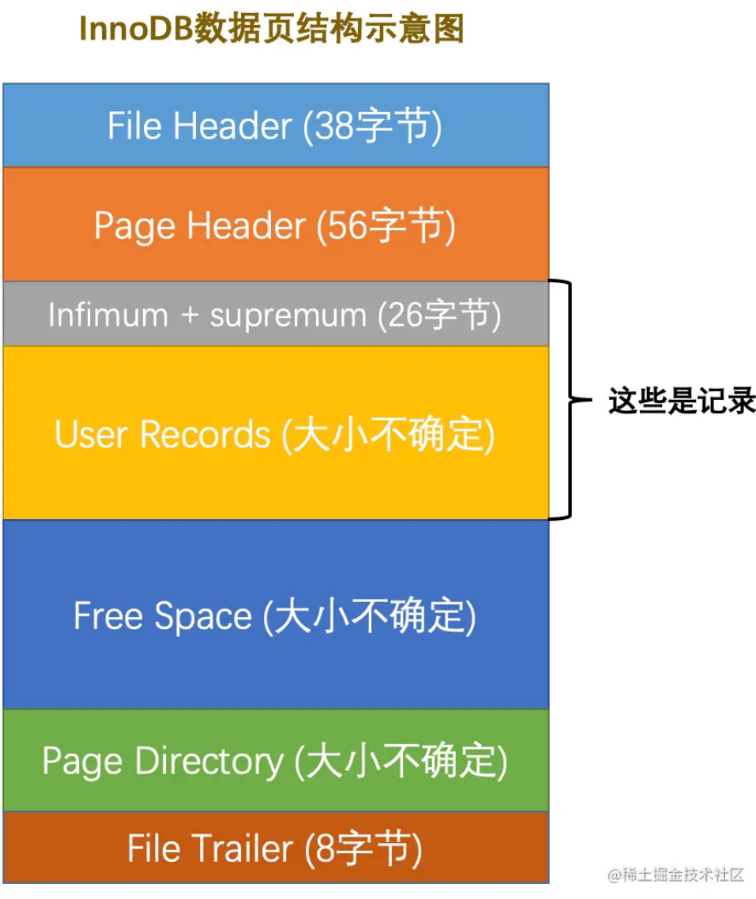 InnoDB数据页结构示意图
File Header (38字节)
Page Header (56字节)
Infimum + supremum (26字节)
User Records (大小不确定)
这些是记录
Free Space (大小不确定)
Page Directory (大小不确定)
File Trailer (8字节)
@稀土掘金技术社区